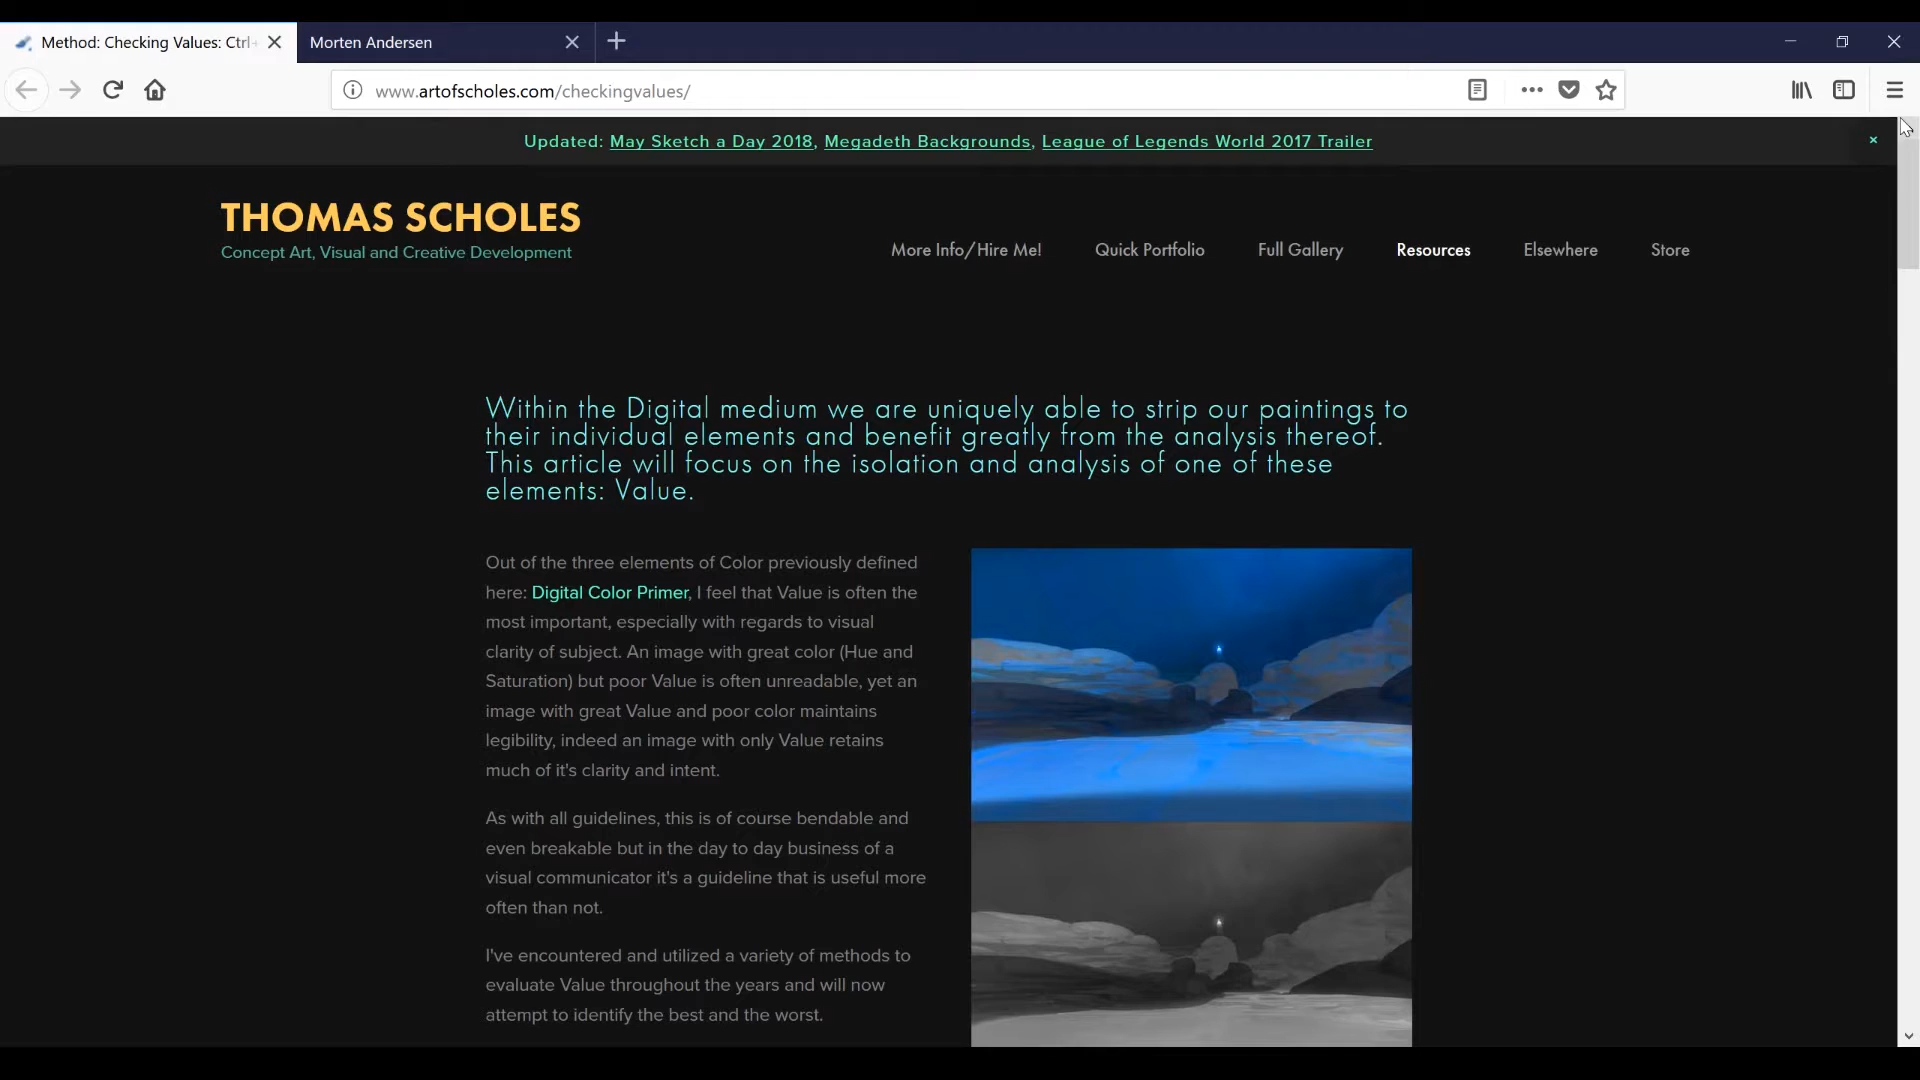 Method: Checking Values: Ctrl+
Morten Andersen
www.artofscholes.com/checkingvalues/
Updated: May Sketch a Day 2018, Megadeth Backgrounds, League of Legends World 2017 Trailer
THOMAS SCHOLES
Concept Art, Visual and Creative Development
More Info/Hire Me! Quick Portfolio Full Gallery Resources Elsewhere Store
Within the Digital medium we are uniquely able to strip our paintings to
their individual elements and benefit greatly from the analysis thereof.
This article will focus on the isolation and analysis of one of these
elements: Value.
Out of the three elements of Color previously defined
here: Digital Color Primer, I feel that Value is often the
most important, especially with regards to visual
clarity of subject. An image with great color (Hue and
Saturation) but poor Value is often unreadable, yet an
image with great Value and poor color maintains
legibility, indeed an image with only Value retains
much of it's clarity and intent.
As with all guidelines, this is of course bendable and
even breakable but in the day to day business of a
visual communicator it's a guideline that is useful more
often than not.
I've encountered and utilized a variety of methods to
evaluate Value throughout the years and will now
attempt to identify the best and the worst.